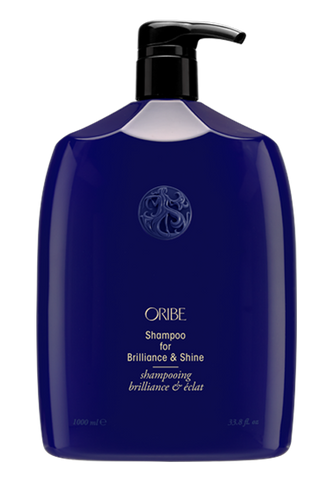 ORIBE
Shampoo
for
Brilliance & Shine
shampooing
brilliance & éclat
1000 ml ℮ 33.8 fl. oz